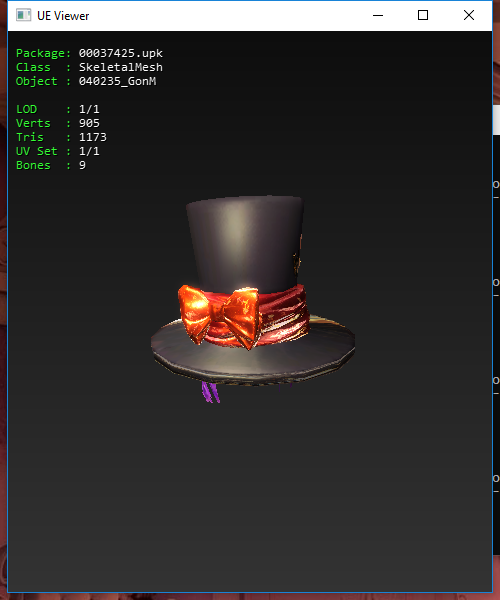 UE Viewer
Package: 00037425.upk
Class : SkeletalMesh
Object : 040235_GonM
LOD : 1/1
Verts : 905
Tris : 1173
UV Set : 1/1
Bones : 9